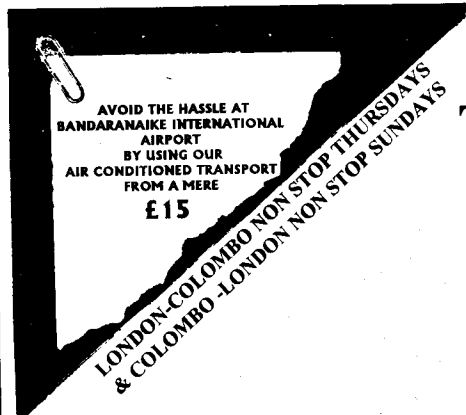 AVOID THE HASSLE AT
BANDARANAIKE INTERNATIONAL
AIRPORT
BY USING OUR
AIR CONDITIONED TRANSPORT
FROM A MERE
£15
LONDON-COLOMBO NON STOP THURSDAYS
& COLOMBO -LONDON NON STOP SUNDAYS